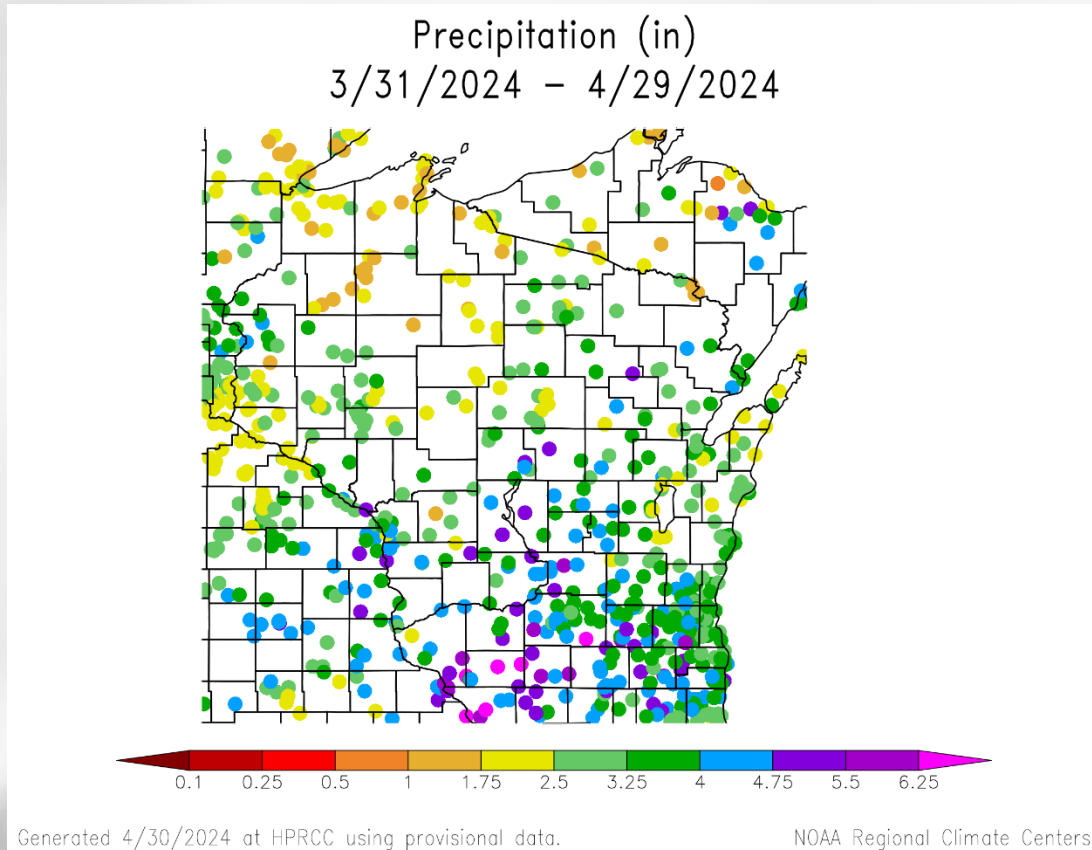 Precipitation (in)
3/31/2024 – 4/29/2024
0.1 0.25 0.5 1 1.75 2.5 3.25 4 4.75 5.5 6.25
Generated 4/30/2024 at HPRCC using provisional data. NOAA Regional Climate Centers